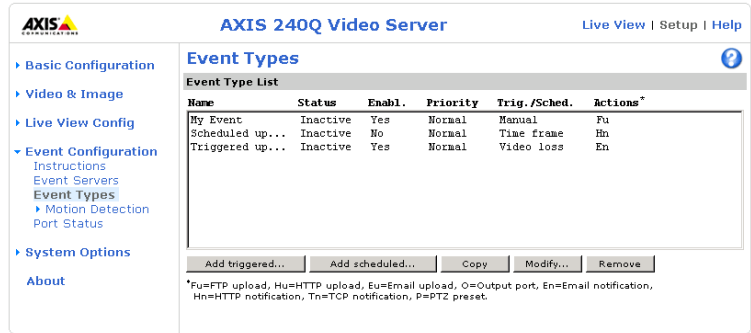 AXIS
COMMUNICATIONS
AXIS 240Q Video Server
Live View | Setup | Help
Basic Configuration
Video & Image
Live View Config
Event Configuration
Instructions
Event Servers
Event Types
Motion Detection
Port Status
System Options
About
Event Types
?
Event Type List
Name Status Enabl. Priority Trig./Sched. Actions*
My Event Inactive Yes Normal Manual Fu
Scheduled up... Inactive No Normal Time frame Hn
Triggered up... Inactive Yes Normal Video loss En
Add triggered... Add scheduled... Copy Modify... Remove
*Fu=FTP upload, Hu=HTTP upload, Eu=Email upload, O=Output port, En=Email notification,
Hn=HTTP notification, Tn=TCP notification, P=PTZ preset.